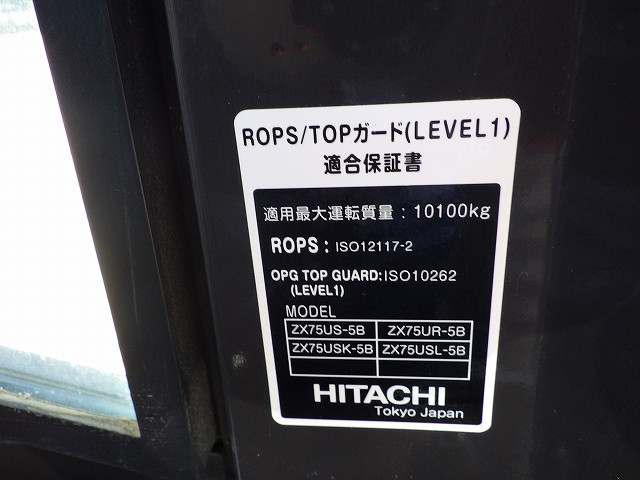 ROPS/TOPガード(LEVEL1)
適合保証書
適用最大運転質量：10100kg
ROPS：ISO12117-2
OPG TOP GUARD:ISO10262
(LEVEL1)
MODEL
ZX75US-5B ZX75UR-5B
ZX75USK-5B ZX75USL-5B
HITACHI
Tokyo Japan